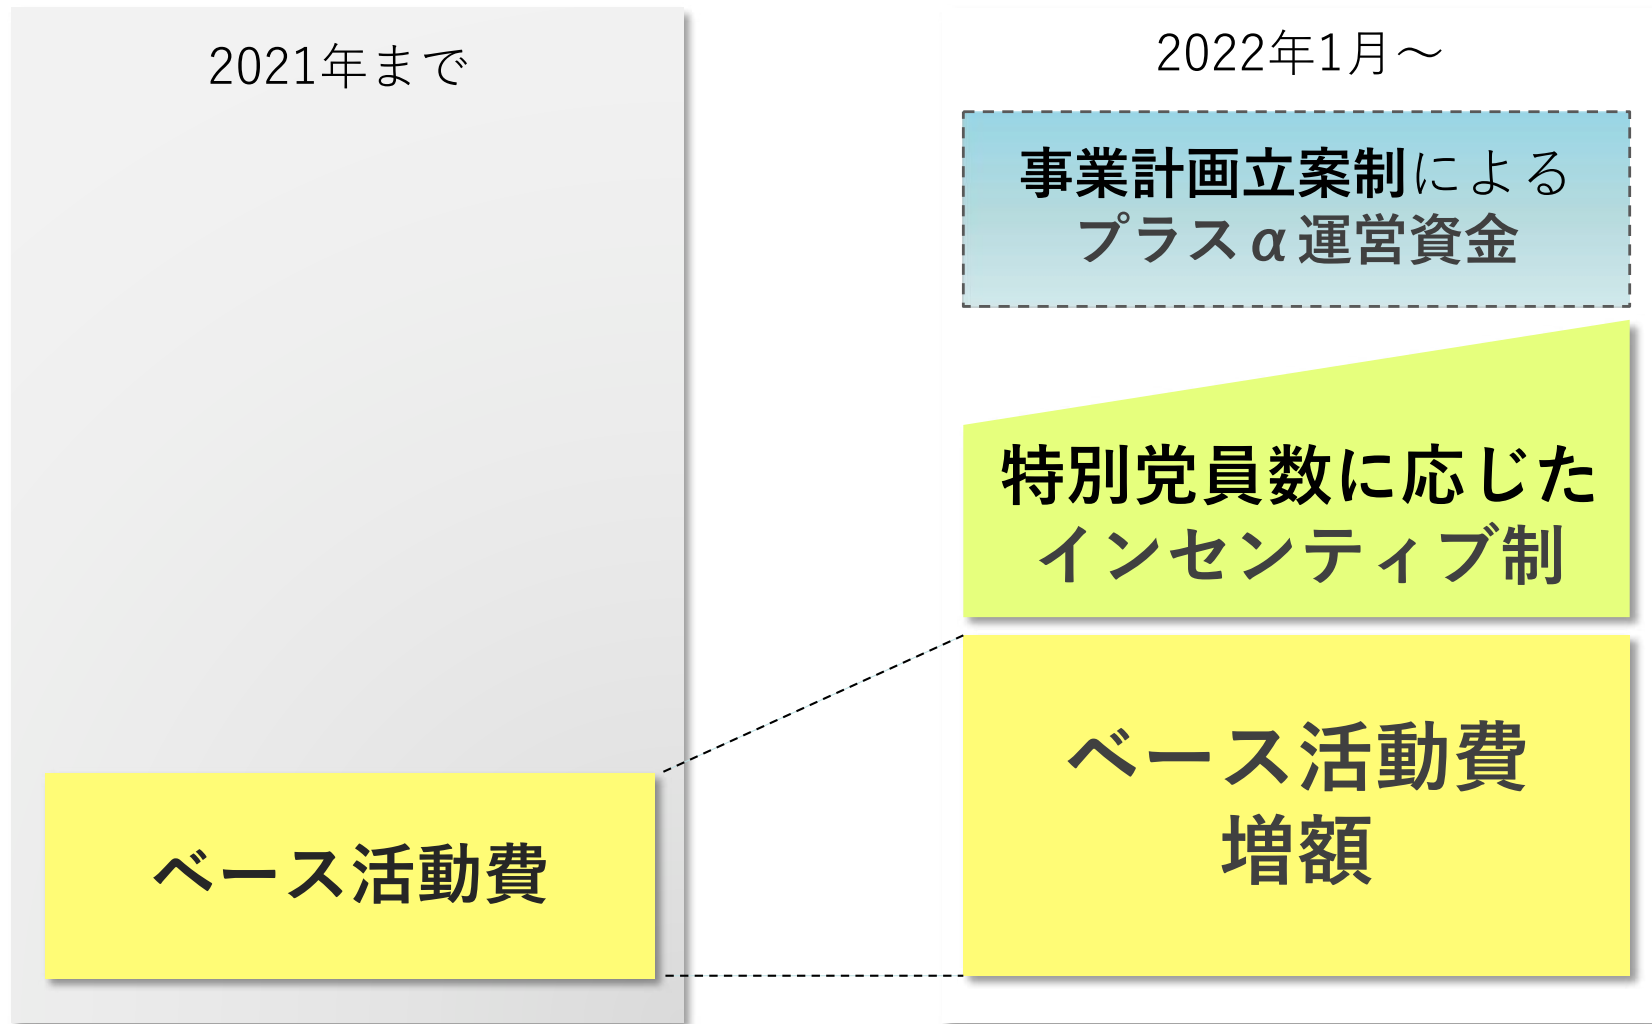 2021年まで
ベース活動費
2022年1月～
事業計画立案制による
プラスα運営資金
特別党員数に応じた
インセンティブ制
ベース活動費
増額